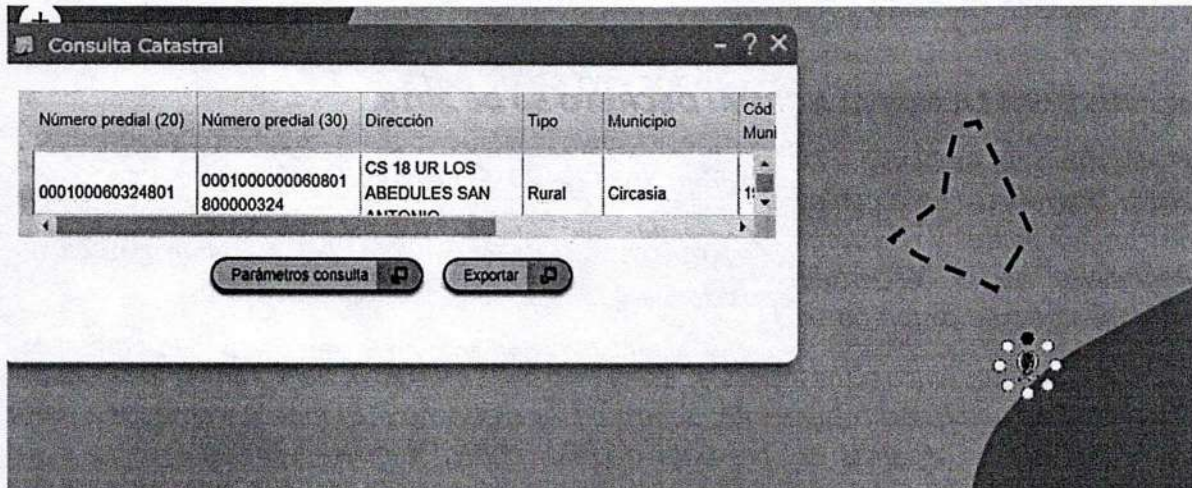 Consulta Catastral
Número predial (20) Número predial (30) Dirección Tipo Municipio Cód.
Muni
000100060324801 0001000000060801
800000324 CS 18 UR LOS
ABEDULES SAN
ANTONIO Rural Circasia
Parámetros consulta Exportar